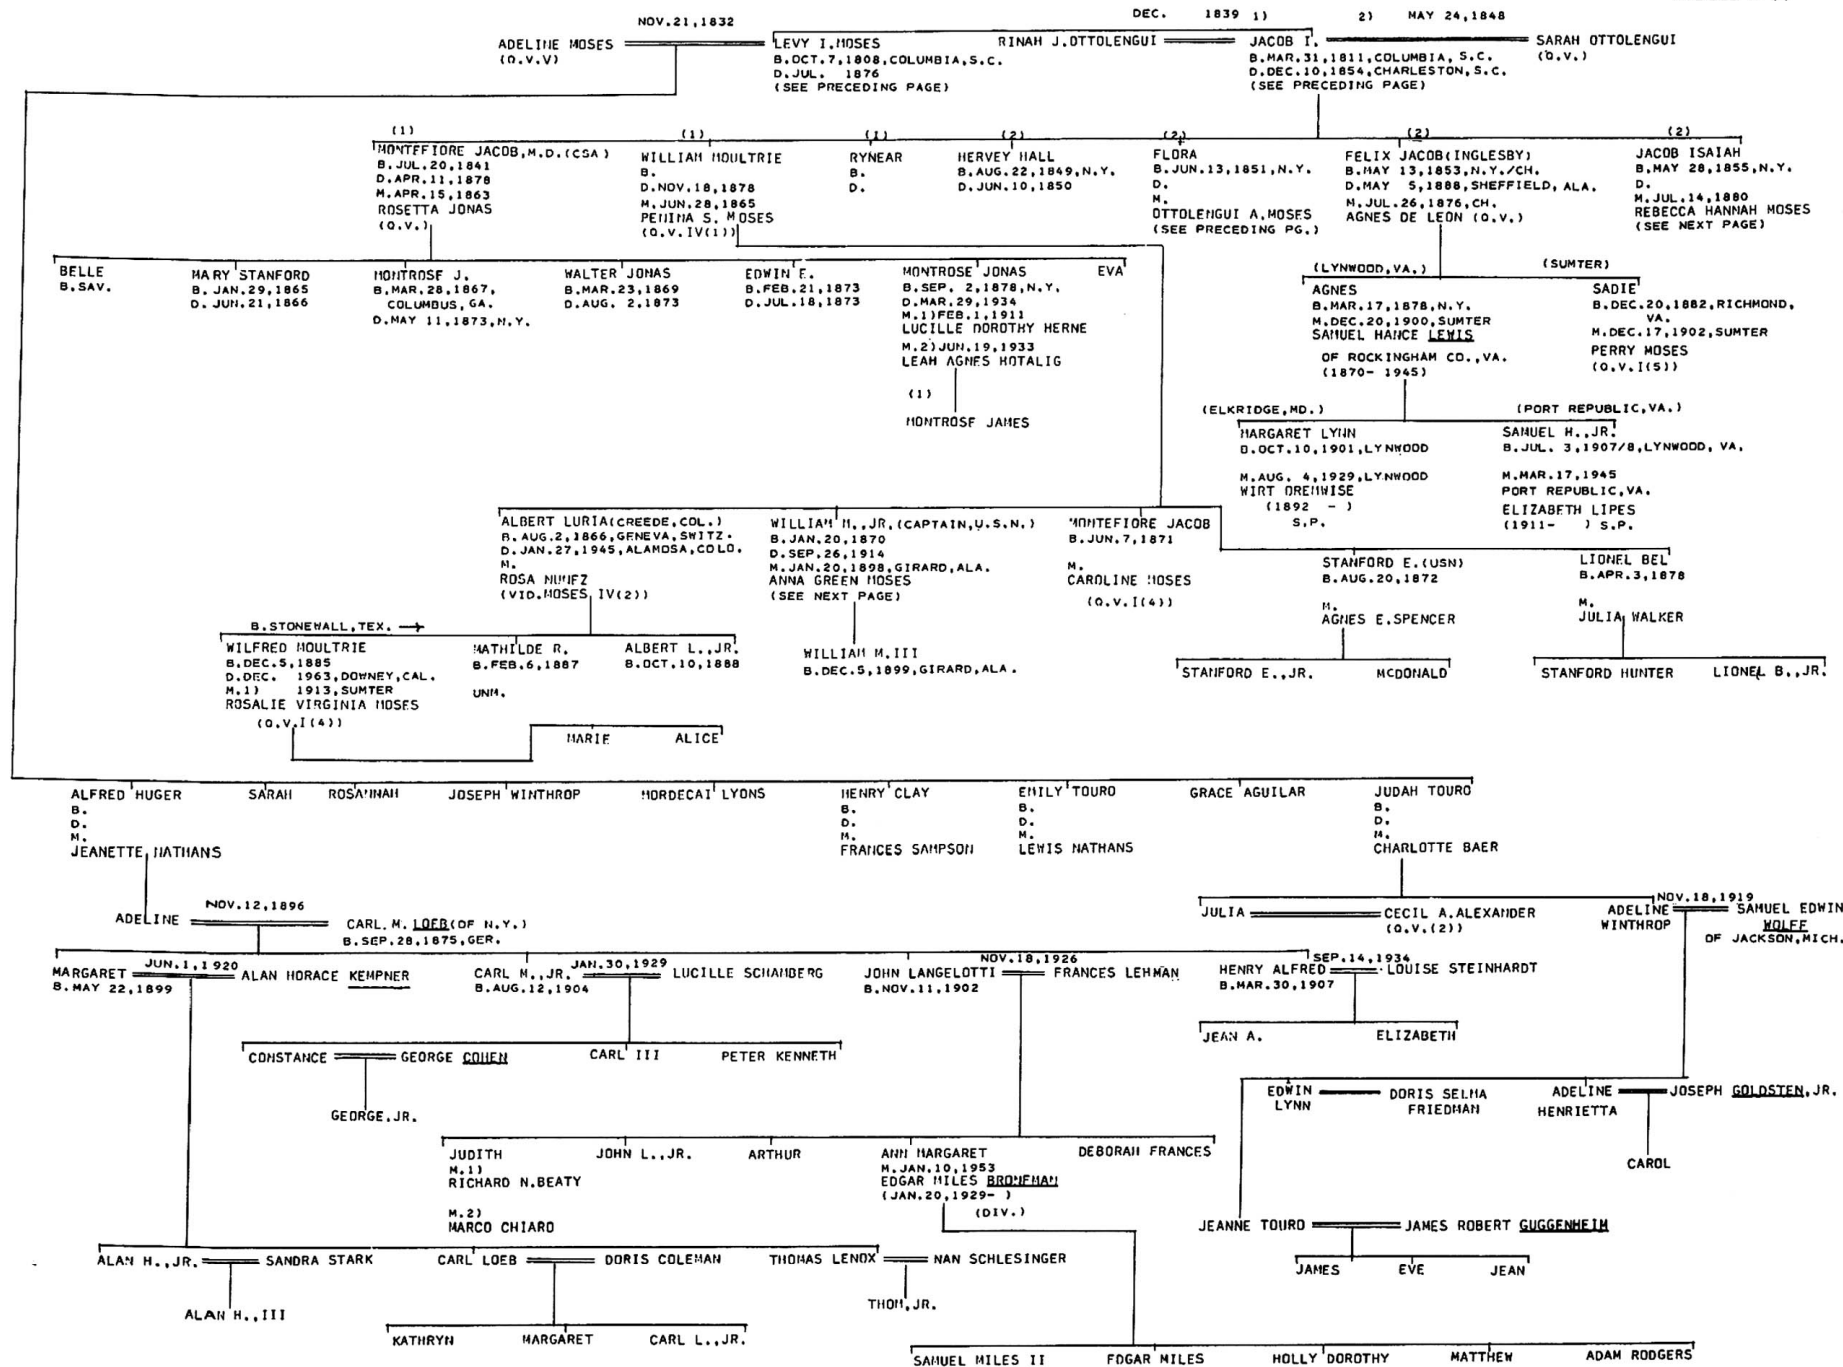 NOV.21,1832
DEC. 1839 1)
2) MAY 24,1848
ADELINE MOSES
(Q.V.V)
LEVY I.MOSES
B.OCT.7,1808,COLUMBIA,S.C.
D.JUL. 1876
(SEE PRECEDING PAGE)
RINAH J.OTTOLENGUI
JACOB I.
B.MAR.31,1811,COLUMBIA, S.C.
D.DEC.10,1854,CHARLESTON,S.C.
(SEE PRECEDING PAGE)
SARAH OTTOLENGUI
(Q.V.)
(1)
MONTEFIORE JACOB,M.D.(CSA)
B.JUL.20,1841
D.APR.11,1878
M.APR.15,1863
ROSETTA JONAS
(Q.V.)
(1)
WILLIAM MOULTRIE
B.
D.NOV.18,1878
M.JUN.28,1865
PENINA S. MOSES
(Q.V.IV(1))
(1)
RYNEAR
B.
D.
(2)
HERVEY HALL
B.AUG.22,1849,N.Y.
D.JUN.10,1850
(2)
FLORA
B.JUN.13,1851,N.Y.
D.
M.
OTTOLENGUI A.MOSES
(SEE PRECEDING PG.)
(2)
FELIX JACOB(INGLESBY)
B.MAY 13,1853,N.Y./CH.
D.MAY 5,1888,SHEFFIELD, ALA.
M.JUL.26,1876,CH.
AGNES DE LEON (Q.V.)
(2)
JACOB ISAIAH
B.MAY 28,1855,N.Y.
D.
M.JUL.14,1880
REBECCA HANNAH MOSES
(SEE NEXT PAGE)
BELLE
B.SAV.
MARY STANFORD
B. JAN.29,1865
D. JUN.21,1866
MONTROSE J.
B.MAR.28,1867,
COLUMBUS,GA.
D.MAY 11,1873,N.Y.
WALTER JONAS
B.MAR.23,1869
D.AUG. 2,1873
EDWIN E.
B.FEB.21,1873
D.JUL.18,1873
MONTROSE JONAS
B.SEP. 2,1878,N.Y.
D.MAR.29,1934
M.1)FEB.1,1911
LUCILLE DOROTHY HERNE
M.2)JUN.19,1933
LEAH AGNES HOTALIG
(1)
MONTROSE JAMES
EVA
(LYNWOOD,VA.)
AGNES
B.MAR.17,1878,N.Y.
M.DEC.20,1900,SUMTER
SAMUEL HANCE LEWIS
OF ROCKINGHAM CO.,VA.
(1870- 1945)
(SUMTER)
SADIE
B.DEC.20,1882,RICHMOND,
VA.
M.DEC.17,1902,SUMTER
PERRY MOSES
(Q.V.I(5))
(ELKRIDGE,MD.)
MARGARET LYNN
B.OCT.10,1901,LYNWOOD
M.AUG. 4,1929,LYNWOOD
WIRT DRENWISE
(1892 - )
S.P.
(PORT REPUBLIC,VA.)
SAMUEL H.,JR.
B.JUL. 3,1907/8,LYNWOOD, VA.
M.MAR.17,1945
PORT REPUBLIC,VA.
ELIZABETH LIPES
(1911- ) S.P.
ALBERT LURIA(CREEDE,COL.)
B.AUG.2,1866,GENEVA,SWITZ.
D.JAN.27,1945,ALAMOSA,COLO.
M.
ROSA NUNEZ
(VID.MOSES IV(2))
WILLIAM M.,JR.(CAPTAIN,U.S.N.)
B.JAN.20,1870
D.SEP.26,1914
M.JAN.20,1898,GIRARD,ALA.
ANNA GREEN MOSES
(SEE NEXT PAGE)
MONTEFIORE JACOB
B.JUN.7,1871
M.
CAROLINE MOSES
(Q.V.I(4))
STANFORD E.(USN)
B.AUG.20,1872
M.
AGNES E.SPENCER
LIONEL BEL
B.APR.3,1878
M.
JULIA WALKER
B.STONEWALL,TEX. →
WILFRED MOULTRIE
B.DEC.5,1885
D.DEC. 1963,DOWNEY,CAL.
M.1) 1913,SUMTER
ROSALIE VIRGINIA MOSES
(Q.V.I(4))
MATHILDE R.
B.FEB.6,1887
UNM.
ALBERT L.,JR.
B.OCT.10,1888
WILLIAM M.III
B.DEC.5,1899,GIRARD,ALA.
STANFORD E.,JR.
MCDONALD
STANFORD HUNTER
LIONEL B.,JR.
MARIE
ALICE
ALFRED HUGER
B.
D.
M.
JEANETTE NATHANS
SARAH
ROSANNAH
JOSEPH WINTHROP
MORDECAI LYONS
HENRY CLAY
B.
D.
M.
FRANCES SAMPSON
EMILY TOURO
B.
D.
M.
LEWIS NATHANS
GRACE AGUILAR
JUDAH TOURO
B.
D.
M.
CHARLOTTE BAER
NOV.12,1896
ADELINE
CARL.M.LOEB(OF N.Y.)
B.SEP.28,1875,GER.
JULIA
CECIL A.ALEXANDER
(Q.V.(2))
NOV.18,1919
ADELINE
WINTHROP
SAMUEL EDWIN
WOLFF
OF JACKSON,MICH.
JUN.1,1920
MARGARET
B.MAY 22,1899
ALAN HORACE KEMPNER
JAN.30,1929
CARL M.,JR.
B.AUG.12,1904
LUCILLE SCHAMBERG
NOV.18,1926
JOHN LANGELOTTI
B.NOV.11,1902
FRANCES LEHMAN
SEP.14,1934
HENRY ALFRED
B.MAR.30,1907
LOUISE STEINHARDT
JEAN A.
ELIZABETH
CONSTANCE
GEORGE COHEN
CARL III
PETER KENNETH
GEORGE,JR.
EDWIN
LYNN
DORIS SELMA
FRIEDMAN
ADELINE
HENRIETTA
JOSEPH GOLDSTEN,JR.
CAROL
JUDITH
M.1)
RICHARD N.BEATY
M.2)
MARCO CHIARO
JOHN L.,JR.
ARTHUR
ANN MARGARET
M.JAN.10,1953
EDGAR MILES BRONFMAN
(JAN.20,1929- )
(DIV.)
DEBORAH FRANCES
JEANNE TOURO
JAMES ROBERT GUGGENHEIM
JAMES
EVE
JEAN
ALAN H.,JR.
SANDRA STARK
CARL LOEB
DORIS COLEMAN
THOMAS LENOX
NAN SCHLESINGER
ALAN H.,III
THOM,JR.
KATHRYN
MARGARET
CARL L.,JR.
SAMUEL MILES II
EDGAR MILES
HOLLY DOROTHY
MATTHEW
ADAM RODGERS